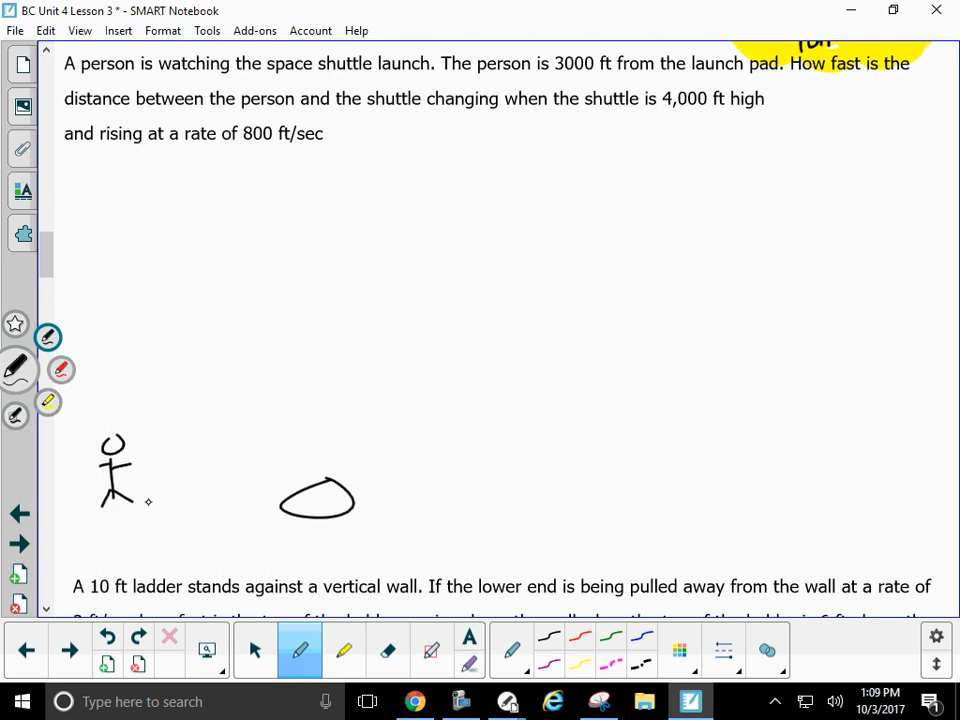 BC Unit 4 Lesson 3 * - SMART Notebook
File Edit View Insert Format Tools Add-ons Account Help
A person is watching the space shuttle launch. The person is 3000 ft from the launch pad. How fast is the
distance between the person and the shuttle changing when the shuttle is 4,000 ft high
and rising at a rate of 800 ft/sec
A 10 ft ladder stands against a vertical wall. If the lower end is being pulled away from the wall at a rate of
A
Type here to search
1:09 PM
10/3/2017
1